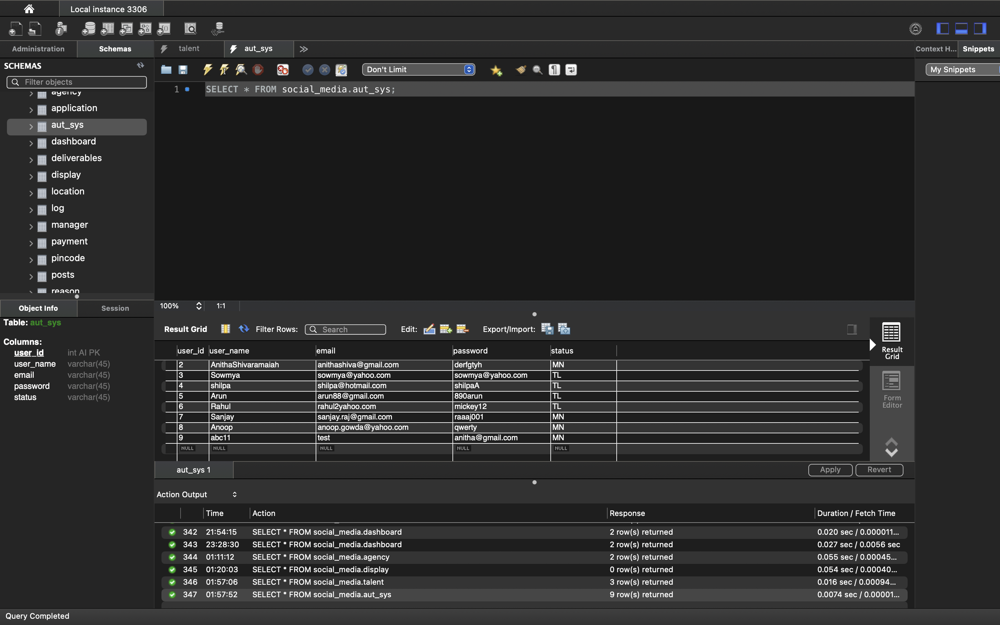 Local instance 3306
Administration Schemas talent aut_sys Context H... Snippets
SCHEMAS
Filter objects
Don't Limit
My Snippets
1 SELECT * FROM social_media.aut_sys;
agency
application
aut_sys
dashboard
deliverables
display
location
log
manager
payment
pincode
posts
reason
100% 1:1
Object Info Session
Table: aut_sys
Columns:
user_id int AI PK
user_name varchar(45)
email varchar(45)
password varchar(45)
status varchar(45)
Result Grid Filter Rows: Search Edit: Export/Import:
user_id user_name email password status
2 AnithaShivaramaiah anithashiva@gmail.com derfgtyh MN
3 Sowmya sowmya@yahoo.com sowmya@yahoo.com TL
4 shilpa shilpa@hotmail.com shilpaA TL
5 Arun arun88@gmail.com 890arun TL
6 Rahul rahul2yahoo.com mickey12 TL
7 Sanjay sanjay.raj@gmail.com raaaj001 MN
8 Anoop anoop.gowda@yahoo.com qwerty MN
9 abc11 test anitha@gmail.com MN
NULL NULL NULL NULL NULL
Result
Grid
Form
Editor
aut_sys 1 Apply Revert
Action Output
Time Action Response Duration / Fetch Time
342 21:54:15 SELECT * FROM social_media.dashboard 2 row(s) returned 0.020 sec / 0.000011...
343 23:28:30 SELECT * FROM social_media.dashboard 2 row(s) returned 0.027 sec / 0.0056 sec
344 01:11:12 SELECT * FROM social_media.agency 2 row(s) returned 0.055 sec / 0.00045...
345 01:20:03 SELECT * FROM social_media.display 0 row(s) returned 0.054 sec / 0.00040...
346 01:57:06 SELECT * FROM social_media.talent 3 row(s) returned 0.016 sec / 0.00094...
347 01:57:52 SELECT * FROM social_media.aut_sys 9 row(s) returned 0.0074 sec / 0.00001...
Query Completed